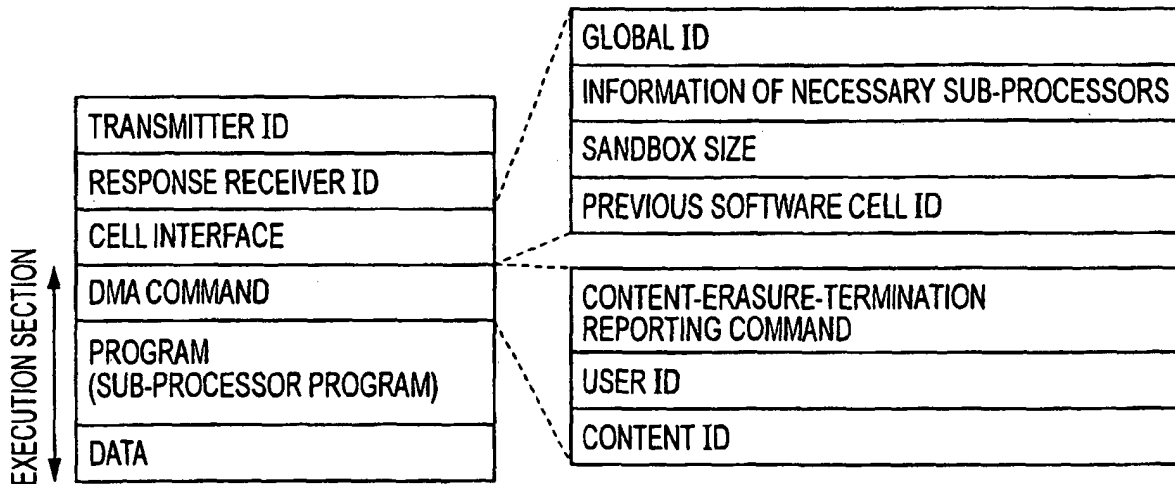 TRANSMITTER ID
RESPONSE RECEIVER ID
CELL INTERFACE
DMA COMMAND
PROGRAM
(SUB-PROCESSOR PROGRAM)
DATA
EXECUTION SECTION
GLOBAL ID
INFORMATION OF NECESSARY SUB-PROCESSORS
SANDBOX SIZE
PREVIOUS SOFTWARE CELL ID
CONTENT-ERASURE-TERMINATION
REPORTING COMMAND
USER ID
CONTENT ID